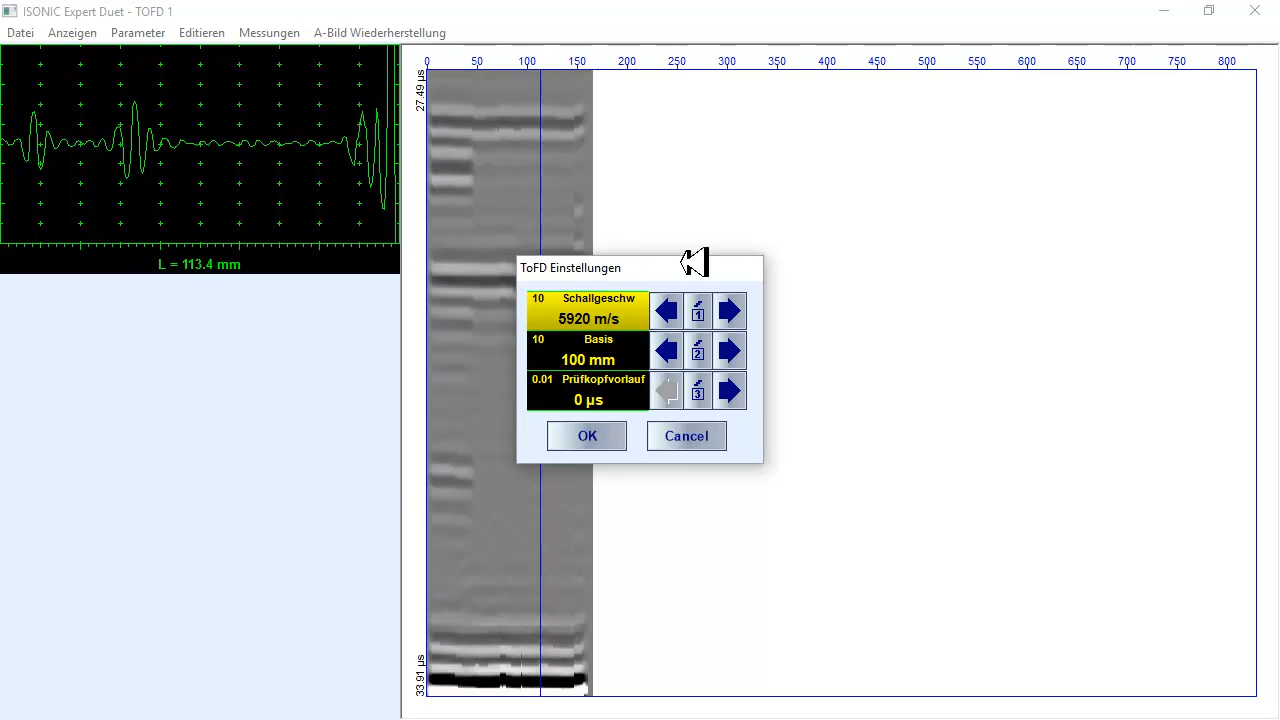 ISONIC Expert Duet - TOFD 1
Datei Anzeigen Parameter Editieren Messungen A-Bild Wiederherstellung
0 50 100 150 200 250 300 350 400 450 500 550 600 650 700 750 800
27.49 µs
L = 113.4 mm
ToFD Einstellungen
10 Schallgeschw
5920 m/s
1
10 Basis
100 mm
2
0.01 Prüfkopfvorlauf
0 µs
3
OK Cancel
33.91 µs